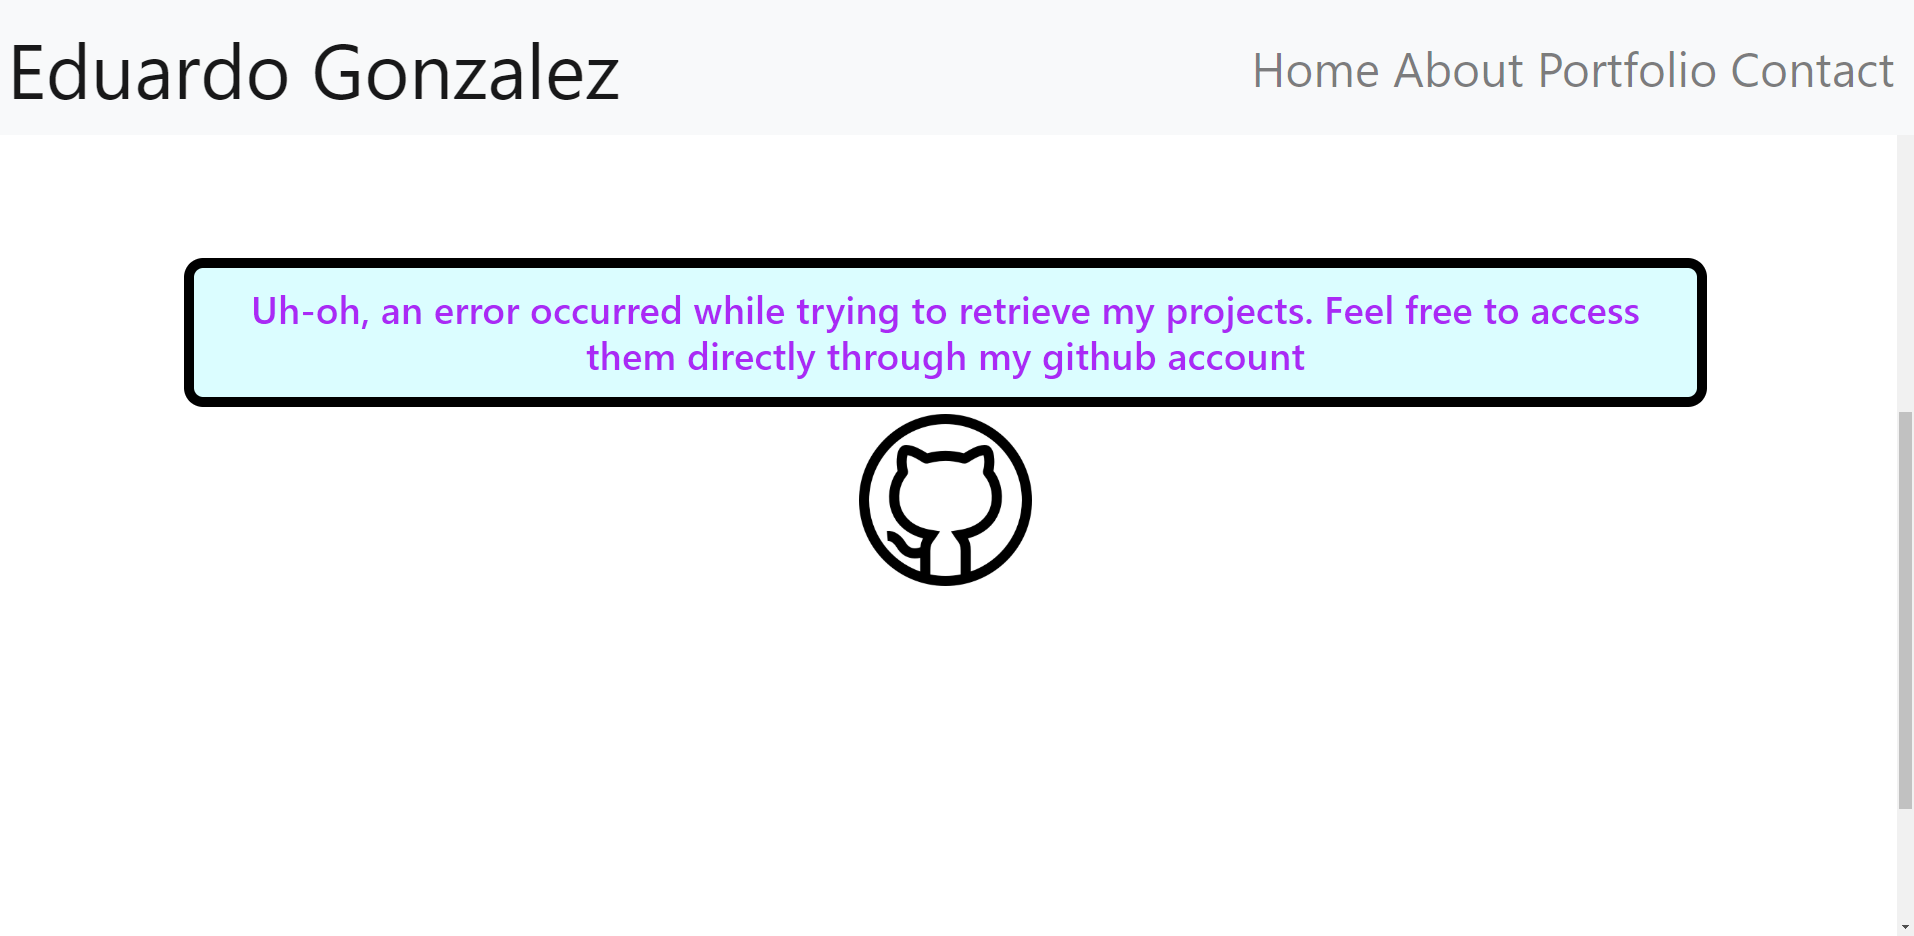 Eduardo Gonzalez
Home About Portfolio Contact
Uh-oh, an error occurred while trying to retrieve my projects. Feel free to access
them directly through my github account